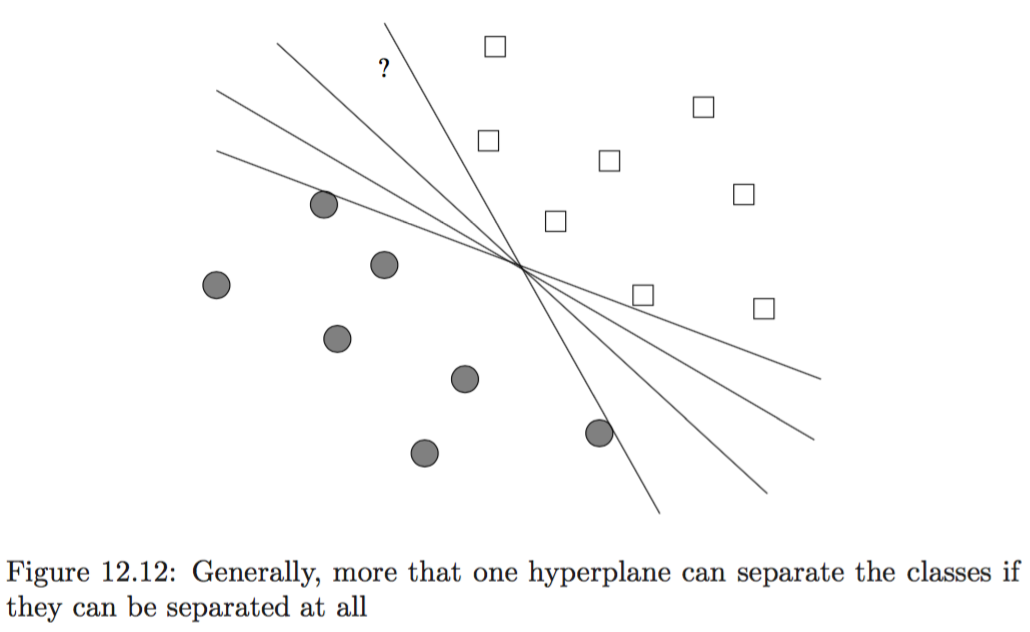 ?
Figure 12.12: Generally, more that one hyperplane can separate the classes if
they can be separated at all